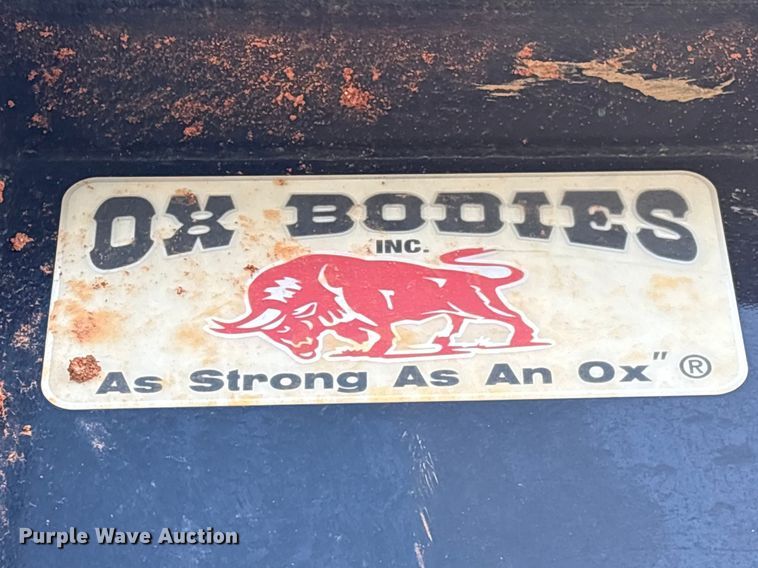 OX BODIES
INC.
As Strong As An Ox" ®
Purple Wave Auction